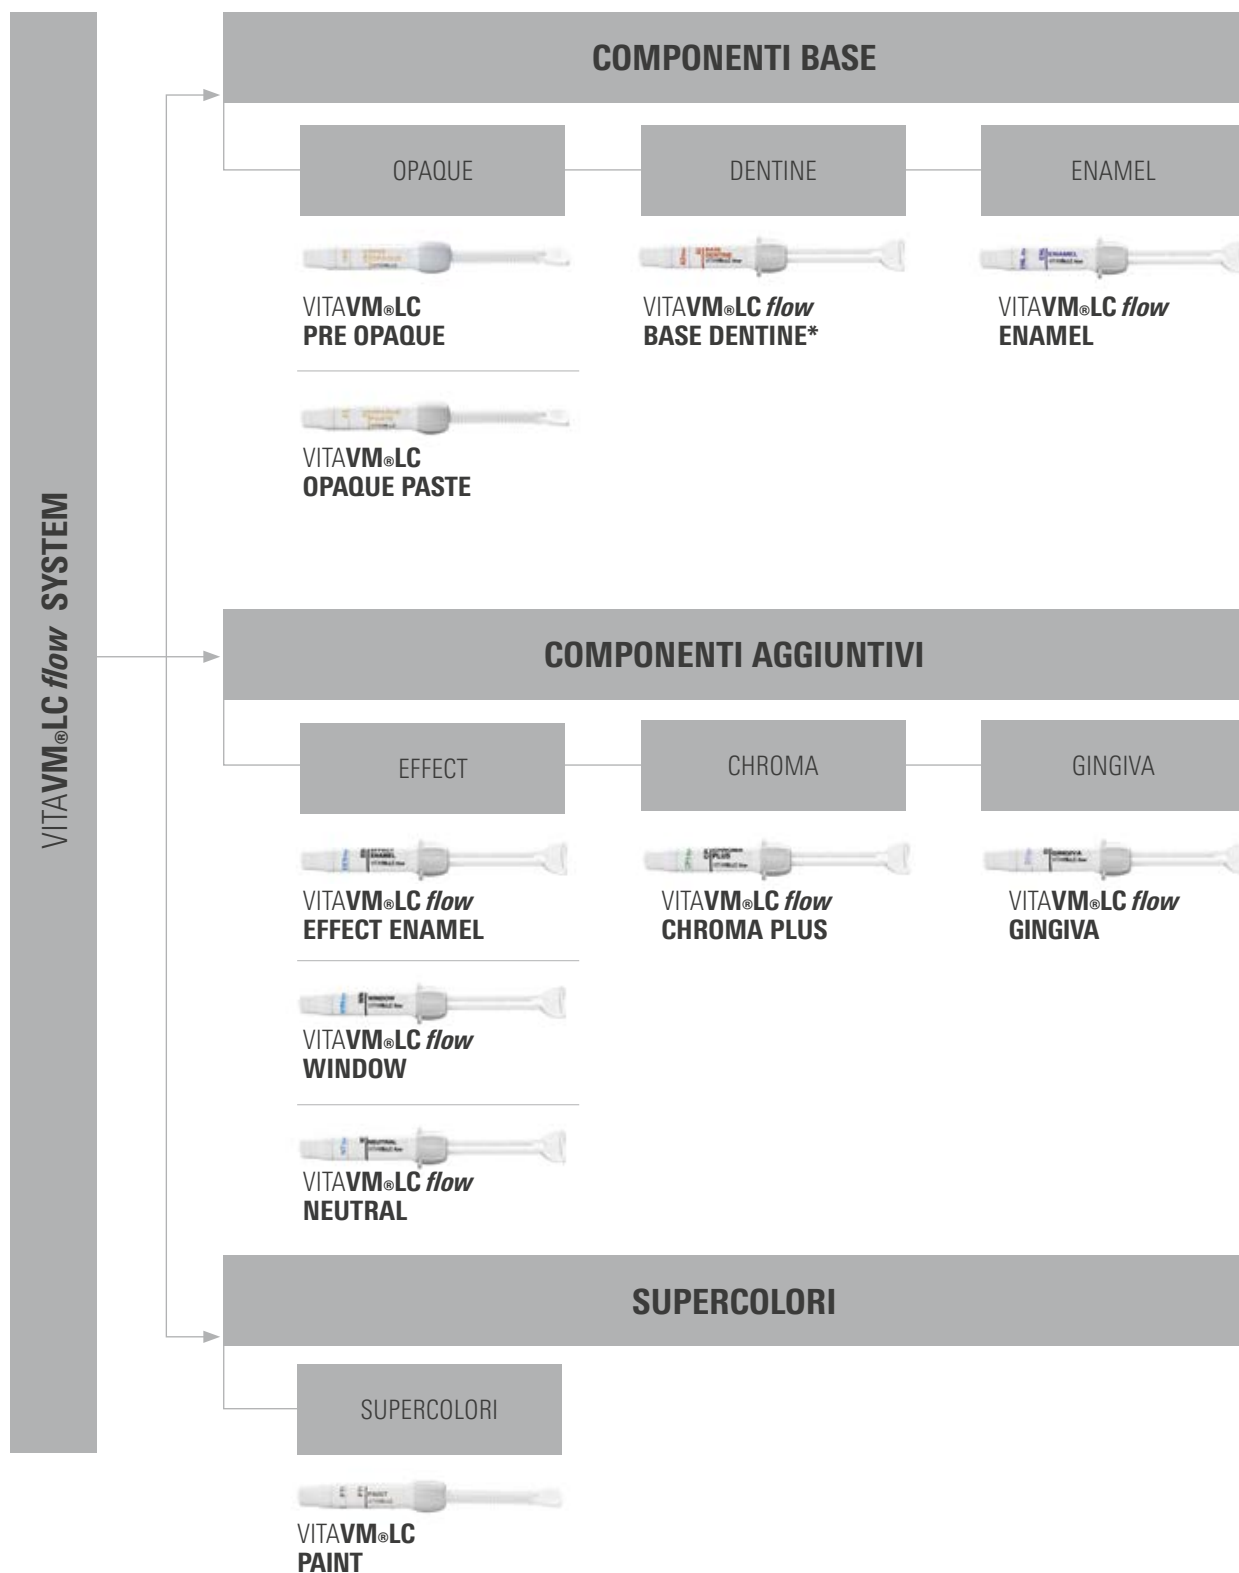 VITAVM®LC flow SYSTEM
COMPONENTI BASE
OPAQUE
DENTINE
ENAMEL
VITAVM®LC
PRE OPAQUE
VITAVM®LC flow
BASE DENTINE*
VITAVM®LC flow
ENAMEL
VITAVM®LC
OPAQUE PASTE
COMPONENTI AGGIUNTIVI
EFFECT
CHROMA
GINGIVA
VITAVM®LC flow
EFFECT ENAMEL
VITAVM®LC flow
CHROMA PLUS
VITAVM®LC flow
GINGIVA
VITAVM®LC flow
WINDOW
VITAVM®LC flow
NEUTRAL
SUPERCOLORI
SUPERCOLORI
VITAVM®LC
PAINT